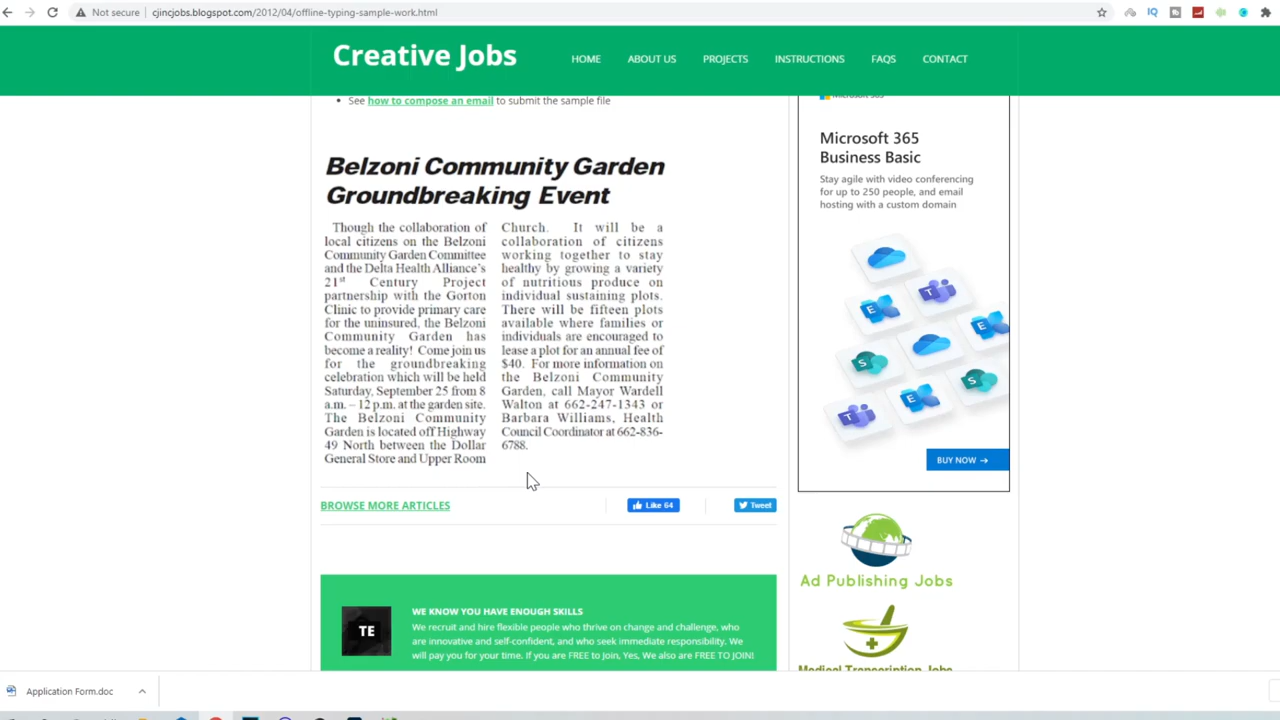 Not secure
cjincjobs.blogspot.com/2012/04/offline-typing-sample-work.html
IQ
Creative Jobs
HOME
ABOUT US
PROJECTS
INSTRUCTIONS
FAQS
CONTACT
See how to compose an email to submit the sample file
Belzoni Community Garden
Groundbreaking Event
Though the collaboration of
local citizens on the Belzoni
Community Garden Committee
and the Delta Health Alliance's
21st Century Project
partnership with the Gorton
Clinic to provide primary care
for the uninsured, the Belzoni
Community Garden has
become a reality! Come join us
for the groundbreaking
celebration which will be held
Saturday, September 25 from 8
a.m. – 12 p.m. at the garden site.
The Belzoni Community
Garden is located off Highway
49 North between the Dollar
General Store and Upper Room
Church. It will be a
collaboration of citizens
working together to stay
healthy by growing a variety
of nutritious produce on
individual sustaining plots.
There will be fifteen plots
available where families or
individuals are encouraged to
lease a plot for an annual fee of
$40. For more information on
the Belzoni Community
Garden, call Mayor Wardell
Walton at 662-247-1343 or
Barbara Williams, Health
Council Coordinator at 662-836-
6788.
BROWSE MORE ARTICLES
Like 64
Tweet
TE
WE KNOW YOU HAVE ENOUGH SKILLS
We recruit and hire flexible people who thrive on change and challenge, who
are innovative and self-confident, and who seek immediate responsibility. We
will pay you for your time. If you are FREE to Join, Yes, We also are FREE TO JOIN!
Microsoft 365
Business Basic
Stay agile with video conferencing
for up to 250 people, and email
hosting with a custom domain
BUY NOW →
Ad Publishing Jobs
Medical Transcription Jobs
Application Form.doc